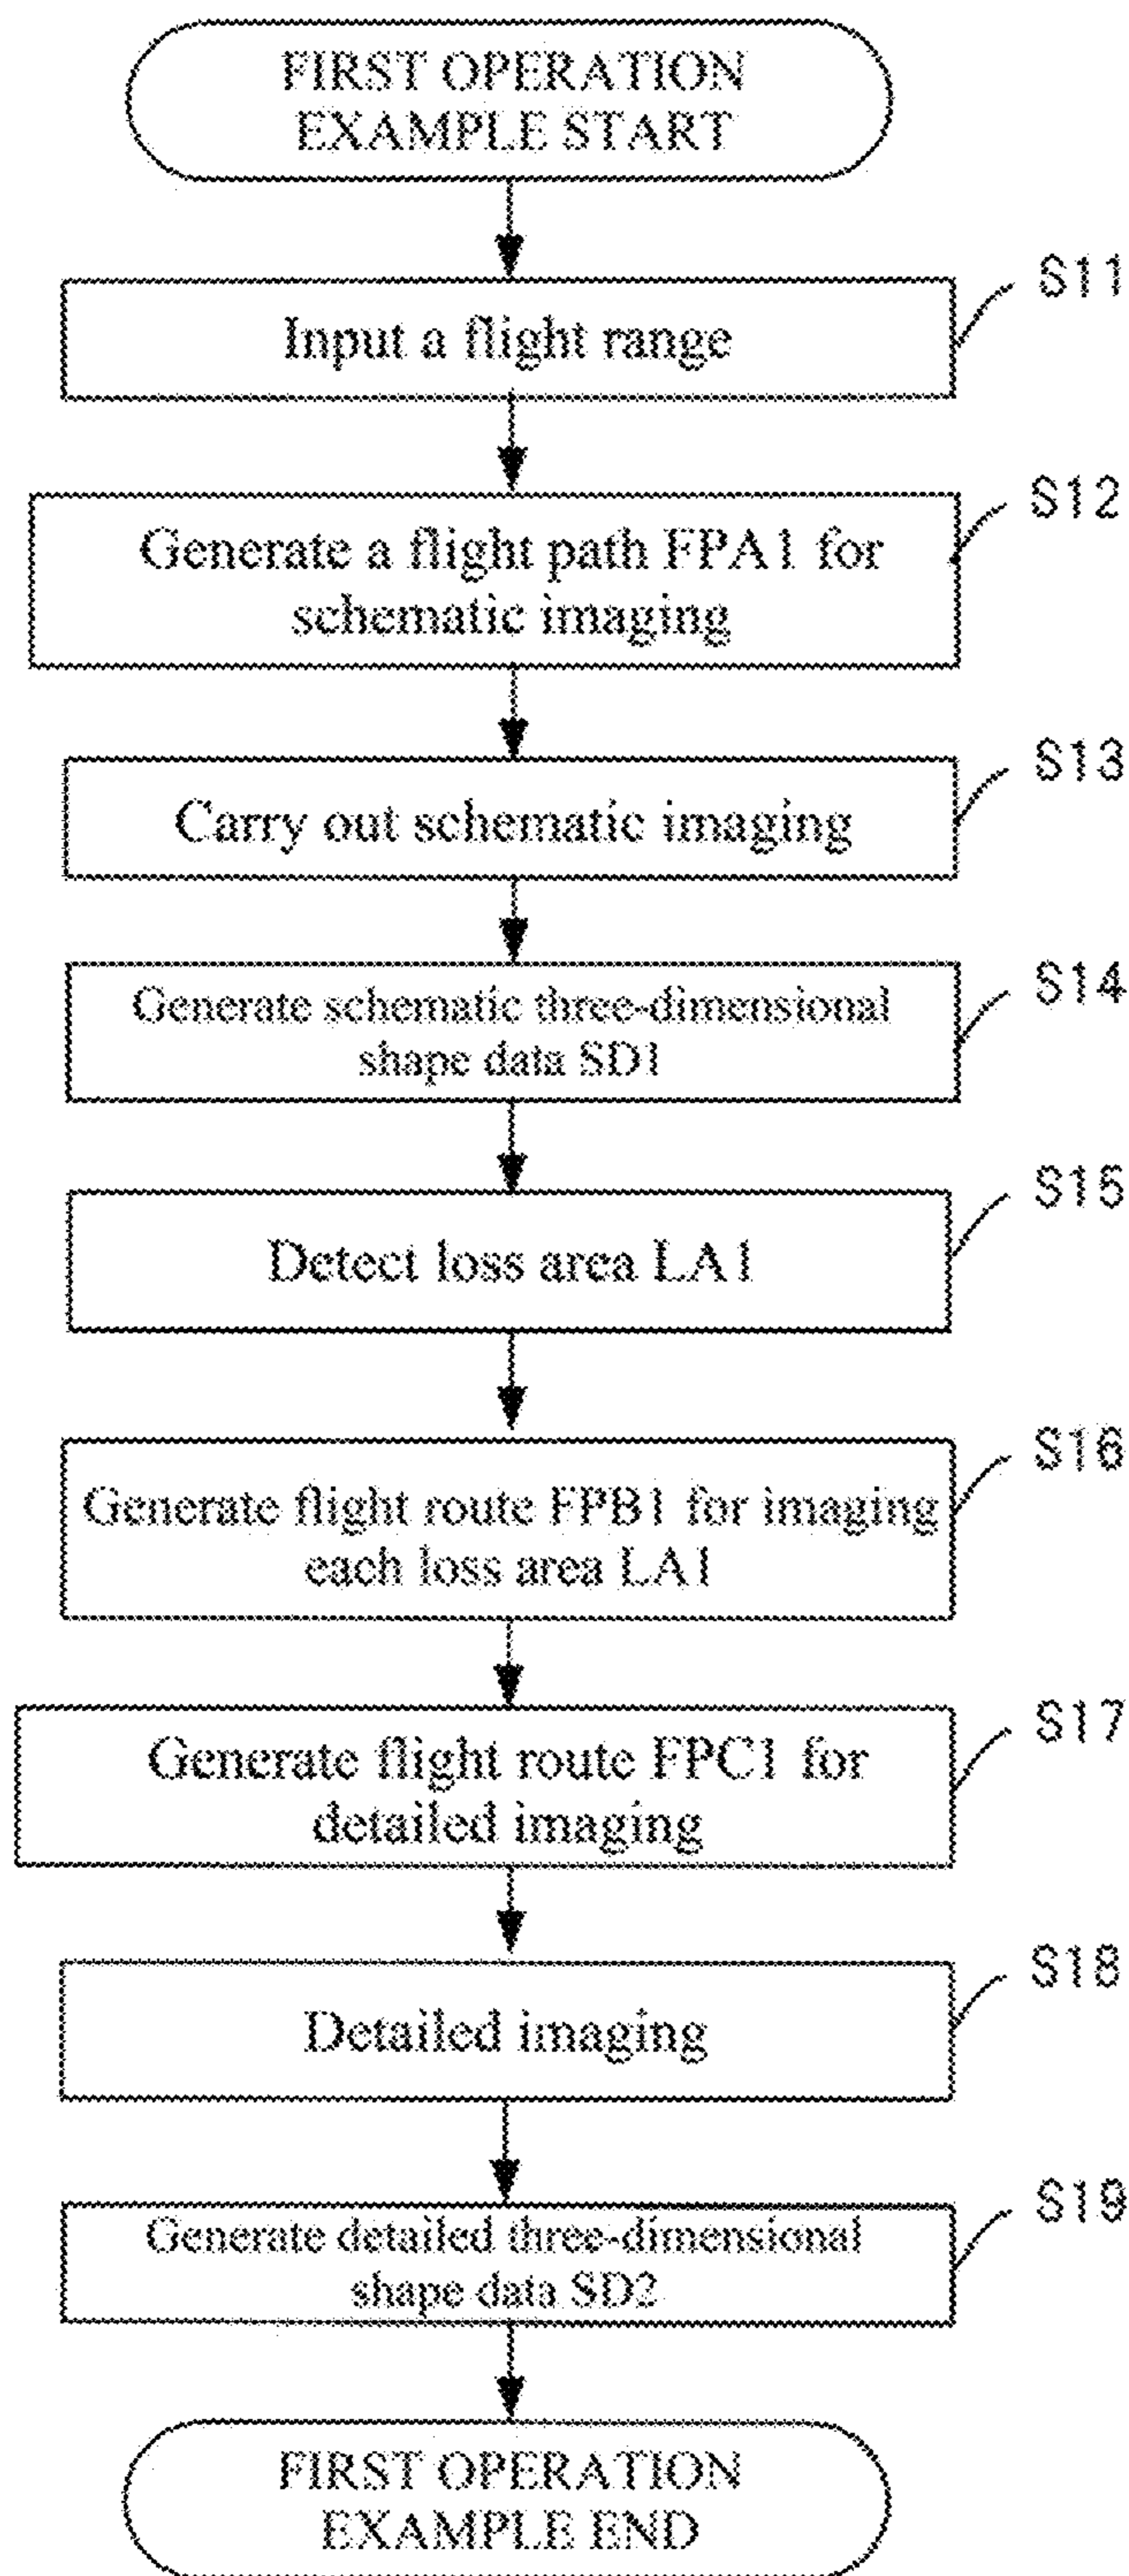 FIRST OPERATION
EXAMPLE START
S11
Input a flight range
S12
Generate a flight path FPA1 for
schematic imaging
S13
Carry out schematic imaging
S14
Generate schematic three-dimensional
shape data SD1
S15
Detect loss area LA1
S16
Generate flight route FPB1 for imaging
each loss area LA1
S17
Generate flight route FPC1 for
detailed imaging
S18
Detailed imaging
S19
Generate detailed three-dimensional
shape data SD2
FIRST OPERATION
EXAMPLE END